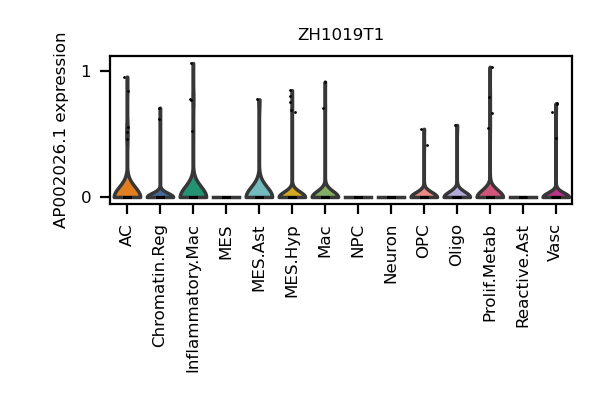 ZH1019T1
AP002026.1 expression
1
0
AC
Chromatin.Reg
Inflammatory.Mac
MES
MES.Ast
MES.Hyp
Mac
NPC
Neuron
OPC
Oligo
Prolif.Metab
Reactive.Ast
Vasc